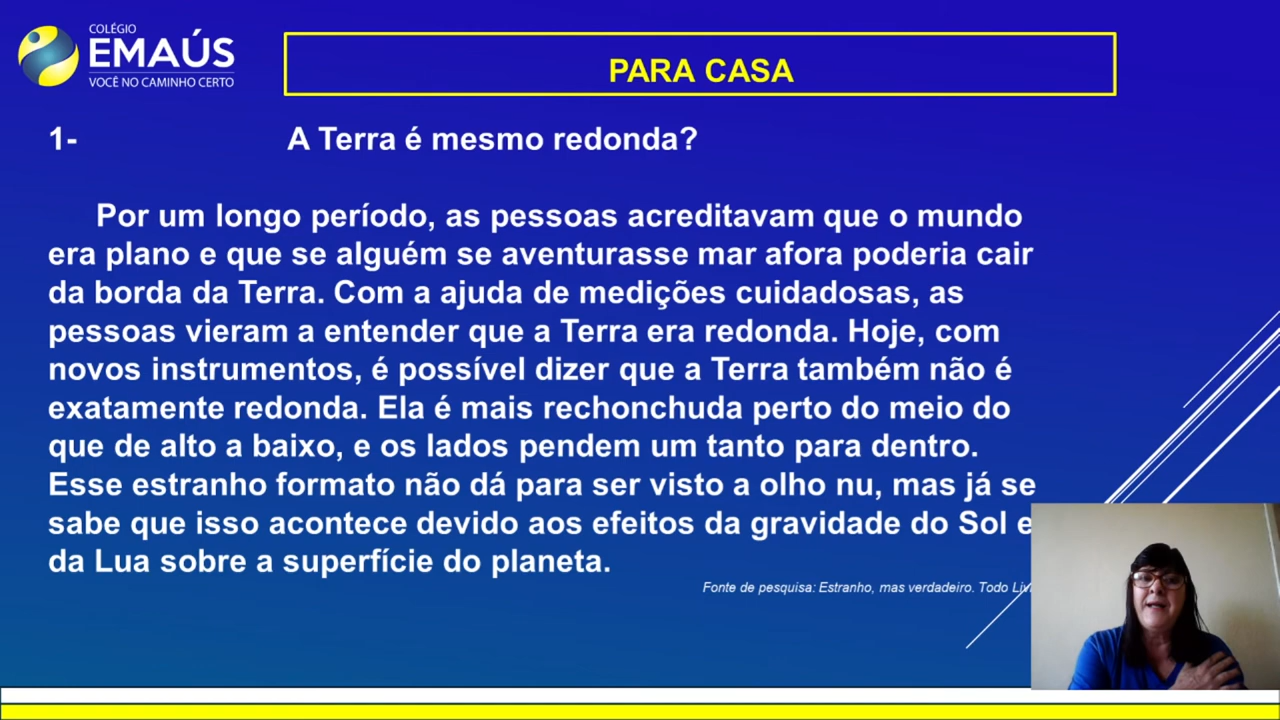 COLÉGIO
EMAÚS
VOCÊ NO CAMINHO CERTO
PARA CASA
1- A Terra é mesmo redonda?
Por um longo período, as pessoas acreditavam que o mundo
era plano e que se alguém se aventurasse mar afora poderia cair
da borda da Terra. Com a ajuda de medições cuidadosas, as
pessoas vieram a entender que a Terra era redonda. Hoje, com
novos instrumentos, é possível dizer que a Terra também não é
exatamente redonda. Ela é mais rechonchuda perto do meio do
que de alto a baixo, e os lados pendem um tanto para dentro.
Esse estranho formato não dá para ser visto a olho nu, mas já se
sabe que isso acontece devido aos efeitos da gravidade do Sol e
da Lua sobre a superfície do planeta.
Fonte de pesquisa: Estranho, mas verdadeiro. Todo